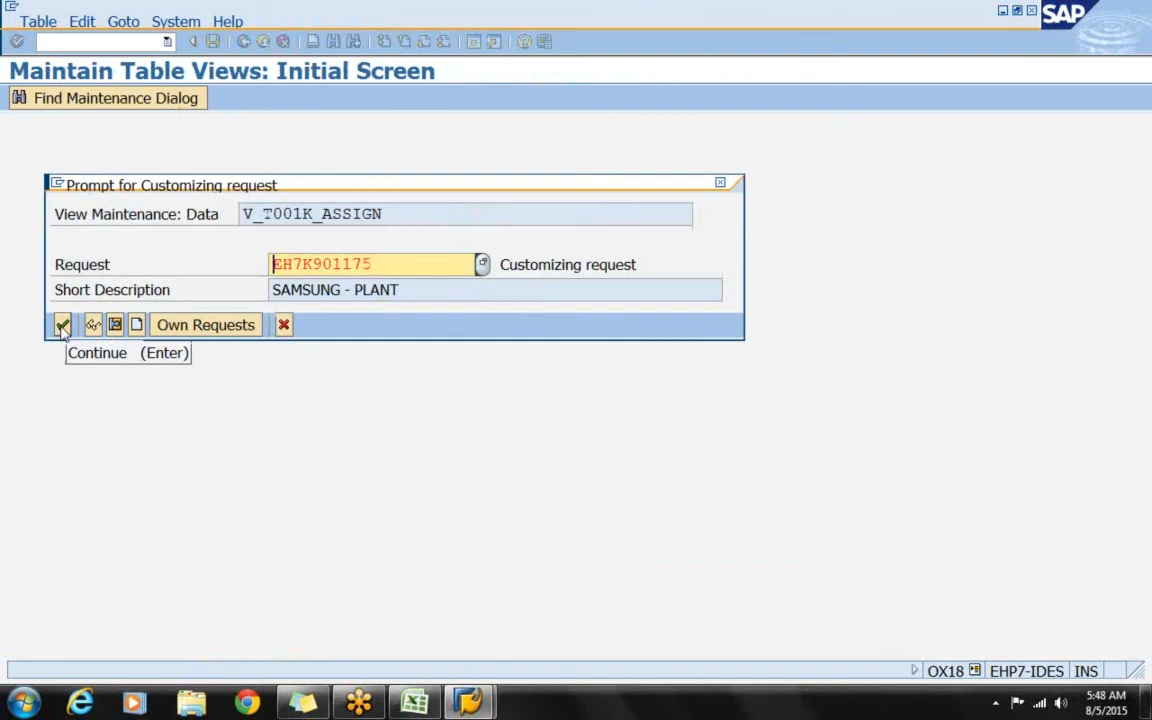 Table Edit Goto System Help
SAP
Maintain Table Views: Initial Screen
Find Maintenance Dialog
Prompt for Customizing request
View Maintenance: Data V_T001K_ASSIGN
Request EH7K901175 Customizing request
Short Description SAMSUNG - PLANT
Own Requests
Continue (Enter)
OX18 EHP7-IDES INS
5:48 AM
8/5/2015